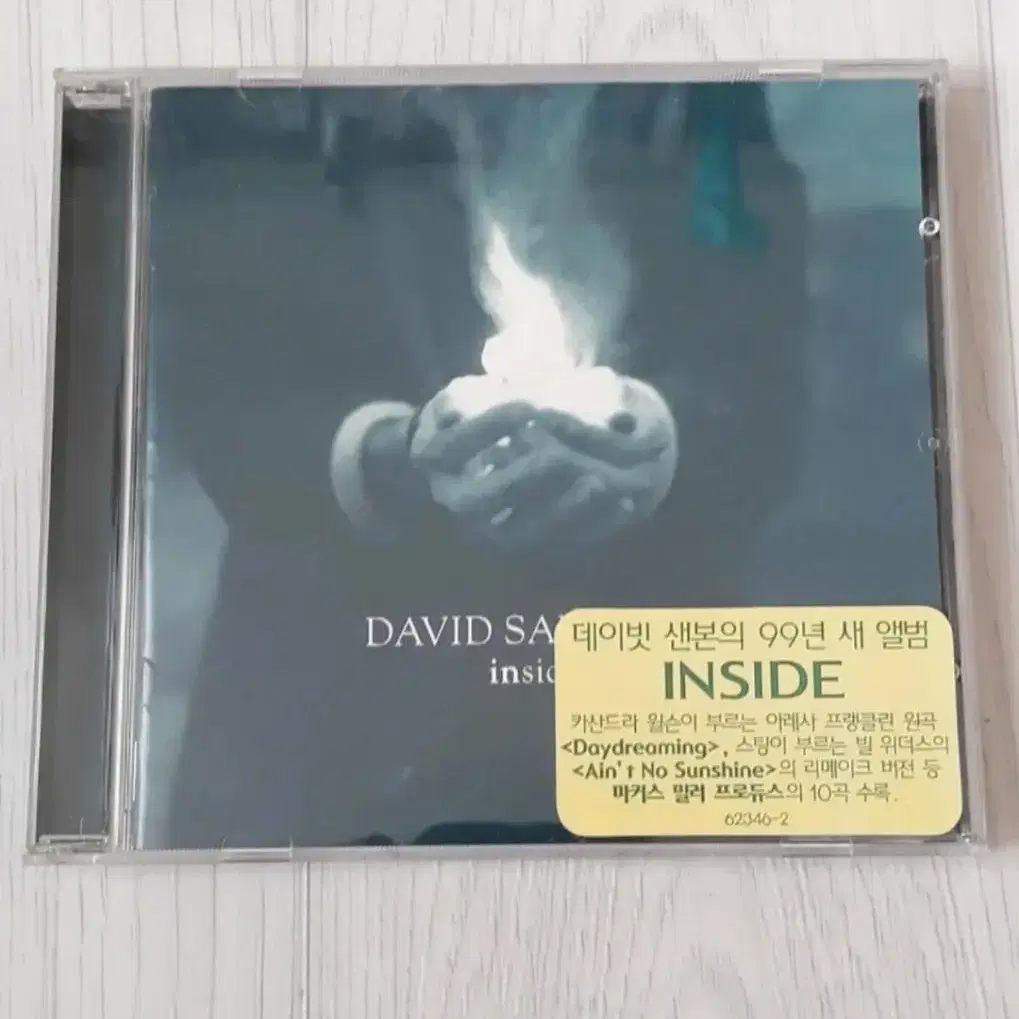 DAVID SA
insid
데이빗 샌본의 99년 새 앨범
INSIDE
카산드라 윌슨이 부르는 아레사 프랭클린 원곡
<Daydreaming>, 스팅이 부르는 빌 위더스의
<Ain't No Sunshine>의 리메이크 버전 등
마커스 밀러 프로듀스의 10곡 수록.
62346-2